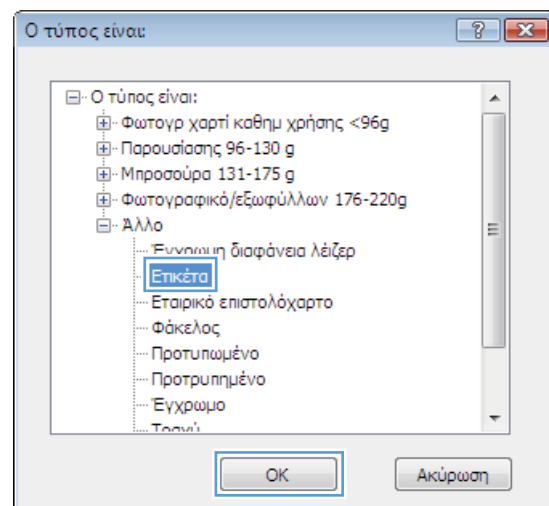 Ο τύπος είναι:
Ο τύπος είναι:
Φωτογρ χαρτί καθημ χρήσης <96g
Παρουσίασης 96-130 g
Μπροσούρα 131-175 g
Φωτογραφικό/εξωφύλλων 176-220g
Άλλο
Έγχρωμη διαφάνεια λέιζερ
Ετικέτα
Εταιρικό επιστολόχαρτο
Φάκελος
Προτυπωμένο
Προτρυπημένο
Έγχρωμο
Τραχύ
OK Ακύρωση